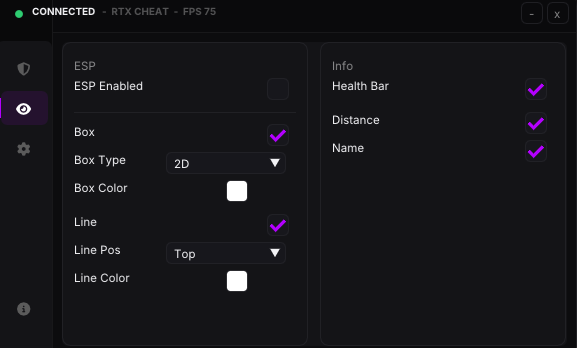 CONNECTED - RTX CHEAT - FPS 75
- x
ESP
ESP Enabled
Box
Box Type 2D
Box Color
Line
Line Pos Top
Line Color
Info
Health Bar
Distance
Name